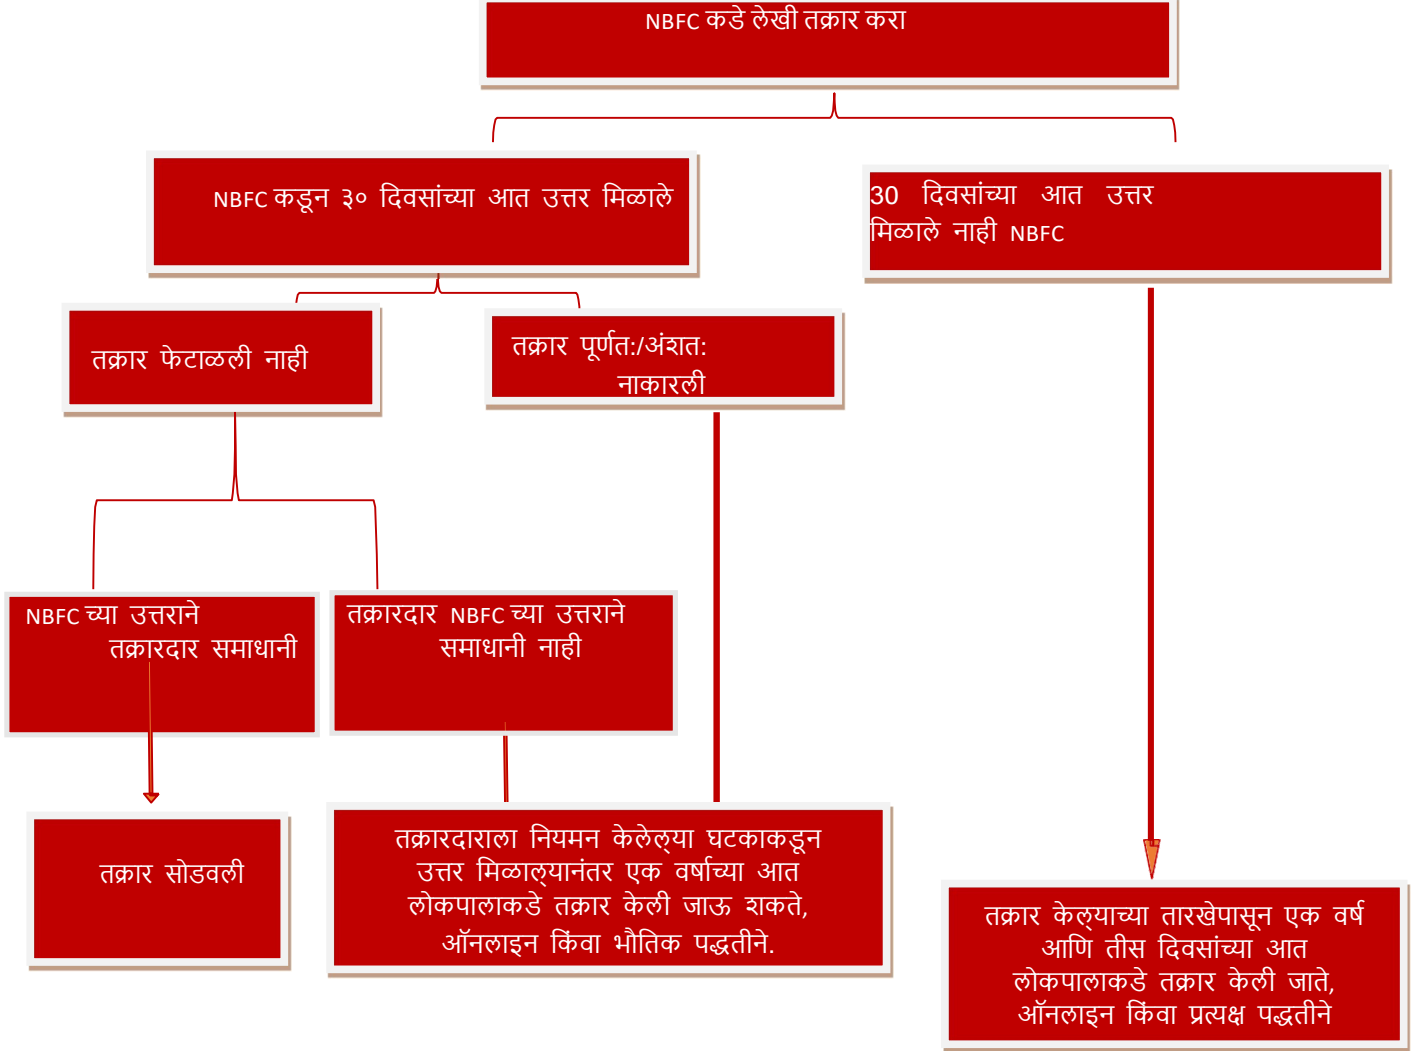 NBFC कडे लेखी तक्रार करा
NBFC कडून ३० दिवसांच्या आत उत्तर मिळाले
30 दिवसांच्या आत उत्तर
मिळाले नाही NBFC
तक्रार फेटाळली नाही
तक्रार पूर्णत:/अंशत:
नाकारली
NBFC च्या उत्तराने
तक्रारदार समाधानी
तक्रारदार NBFC च्या उत्तराने
समाधानी नाही
तक्रार सोडवली
तक्रारदाराला नियमन केलेल्या घटकाकडून
उत्तर मिळाल्यानंतर एक वर्षाच्या आत
लोकपालाकडे तक्रार केली जाऊ शकते,
ऑनलाइन किंवा भौतिक पद्धतीने.
तक्रार केल्याच्या तारखेपासून एक वर्ष
आणि तीस दिवसांच्या आत
लोकपालाकडे तक्रार केली जाते,
ऑनलाइन किंवा प्रत्यक्ष पद्धतीने